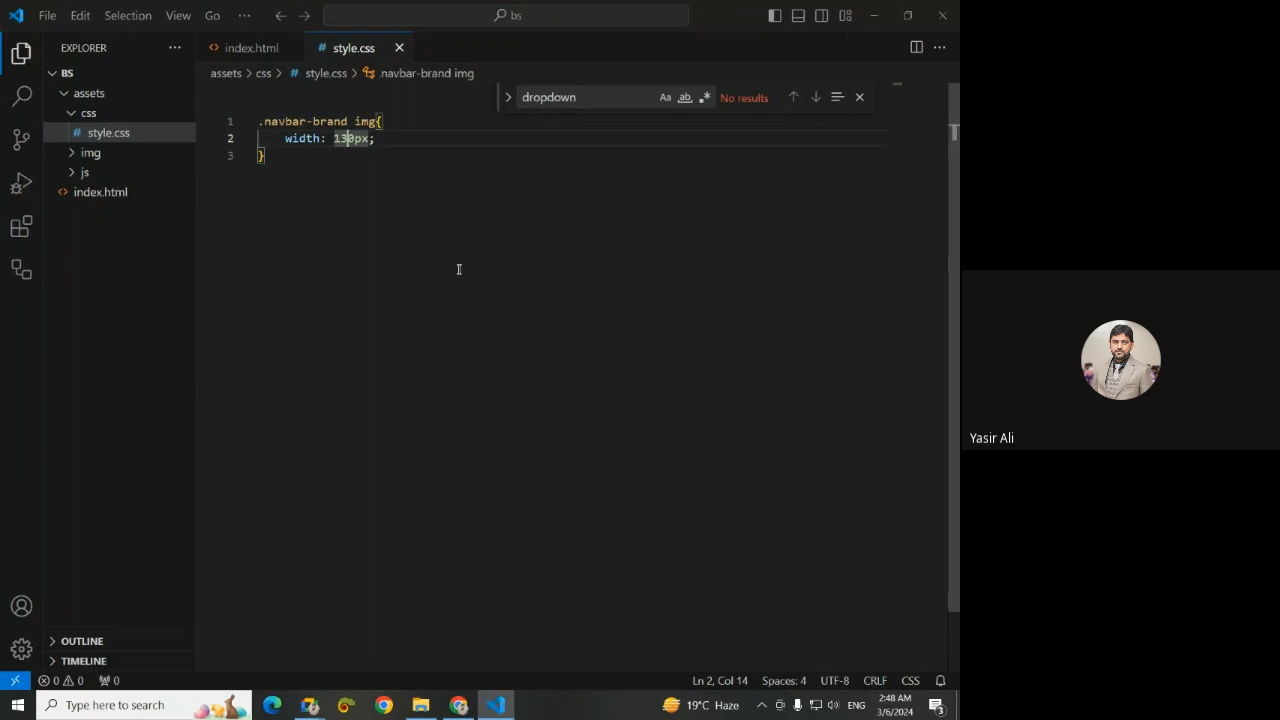 File Edit Selection View Go ··· bs
EXPLORER ···
index.html
style.css
BS
assets
css
style.css
img
js
index.html
assets > css > # style.css > .navbar-brand img
dropdown Aa ab No results
1 .navbar-brand img{
2 width: 130px;
3 }
Yasir Ali
OUTLINE
TIMELINE
0 0 0 Ln 2, Col 14 Spaces: 4 UTF-8 CRLF CSS
Type here to search
19°C Haze
ENG
2:48 AM
3/6/2024
3